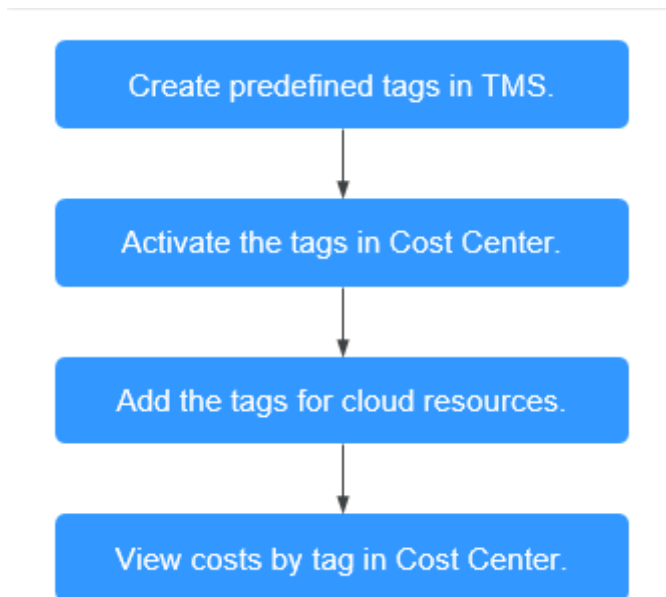 Create predefined tags in TMS.
Activate the tags in Cost Center.
Add the tags for cloud resources.
View costs by tag in Cost Center.